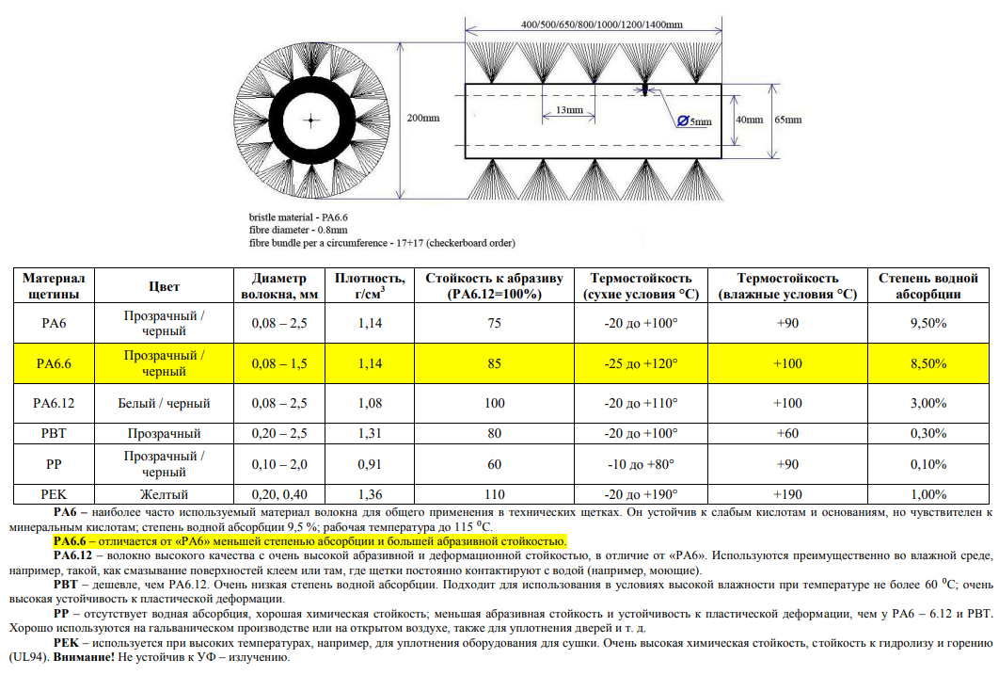 400/500/650/800/1000/1200/1400mm
200mm
13mm
Ø5mm
40mm
65mm
bristle material - PA6.6
fibre diameter - 0.8mm
fibre bundle per a circumference - 17+17 (checkerboard order)
Материал щетины | Цвет | Диаметр волокна, мм | Плотность, г/см³ | Стойкость к абразиву (PA6.12=100%) | Термостойкость (сухие условия °C) | Термостойкость (влажные условия °C) | Степень водной абсорбции
PA6 | Прозрачный / черный | 0,08 – 2,5 | 1,14 | 75 | -20 до +100° | +90 | 9,50%
PA6.6 | Прозрачный / черный | 0,08 – 1,5 | 1,14 | 85 | -25 до +120° | +100 | 8,50%
PA6.12 | Белый / черный | 0,08 – 2,5 | 1,08 | 100 | -20 до +110° | +100 | 3,00%
PBT | Прозрачный | 0,20 – 2,5 | 1,31 | 80 | -20 до +100° | +60 | 0,30%
PP | Прозрачный / черный | 0,10 – 2,0 | 0,91 | 60 | -10 до +80° | +90 | 0,10%
PEK | Желтый | 0,20, 0,40 | 1,36 | 110 | -20 до +190° | +190 | 1,00%
PA6 – наиболее часто используемый материал волокна для общего применения в технических щетках. Он устойчив к слабым кислотам и основаниям, но чувствителен к
минеральным кислотам; степень водной абсорбции 9,5 %; рабочая температура до 115 ⁰С.
PA6.6 – отличается от «PA6» меньшей степенью абсорбции и большей абразивной стойкостью.
PA6.12 – волокно высокого качества с очень высокой абразивной и деформационной стойкостью, в отличие от «PA6». Используются преимущественно во влажной среде,
например, такой, как смазывание поверхностей клеем или там, где щетки постоянно контактируют с водой (например, моющие).
PBT – дешевле, чем PA6.12. Очень низкая степень водной абсорбции. Подходит для использования в условиях высокой влажности при температуре не более 60 ⁰С; очень
высокая устойчивость к пластической деформации.
PP – отсутствует водная абсорбция, хорошая химическая стойкость; меньшая абразивная стойкость и устойчивость к пластической деформации, чем у PA6 – 6.12 и PBT.
Хорошо используются на гальваническом производстве или на открытом воздухе, также для уплотнения дверей и т. д.
PEK – используется при высоких температурах, например, для уплотнения оборудования для сушки. Очень высокая химическая стойкость, стойкость к гидролизу и горению
(UL94). Внимание! Не устойчив к УФ – излучению.